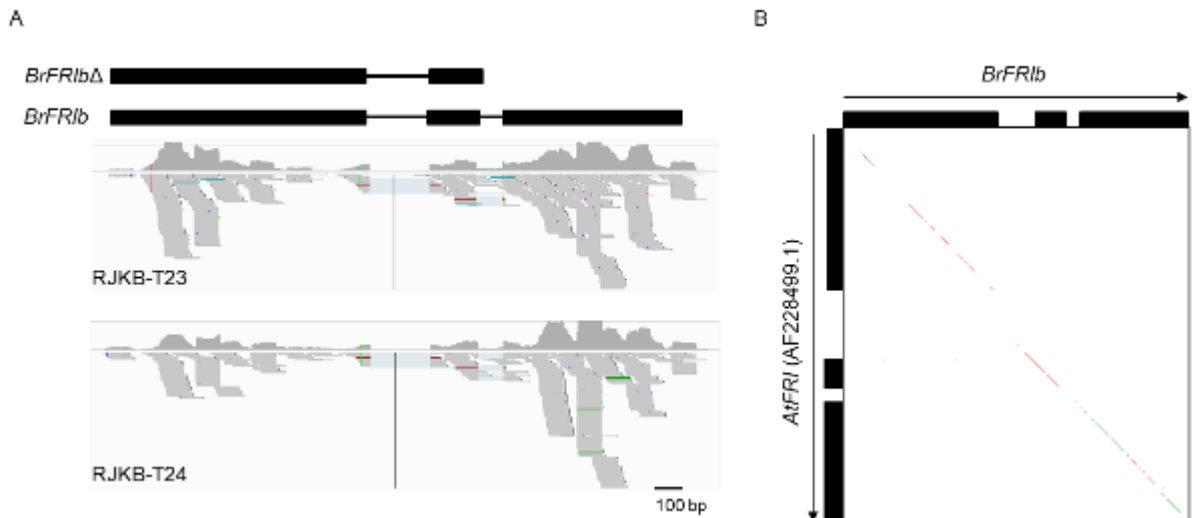 A
BrFRIbΔ
BrFRIb
RJKB-T23
RJKB-T24
100 bp
B
BrFRIb
AtFRI (AF228499.1)